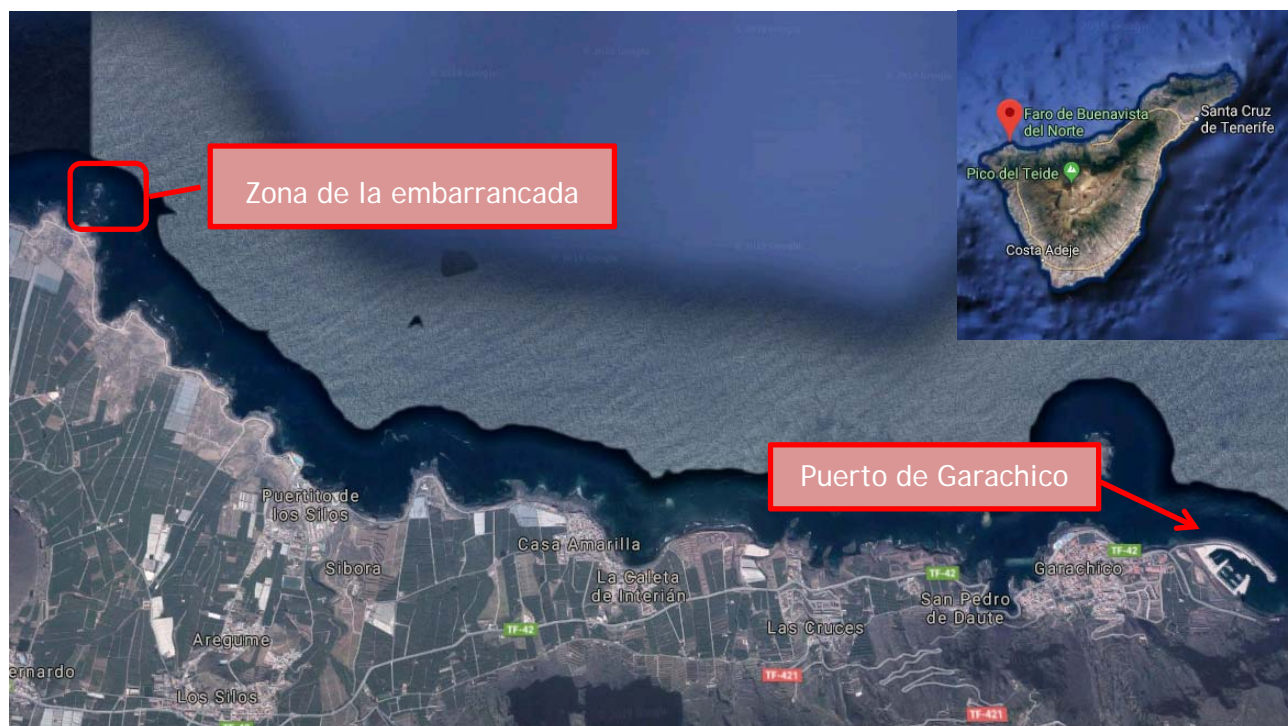 Zona de la embarrancada
Faro de Buenavista
del Norte
Santa Cruz
de Tenerife
Pico del Teide
Costa Adeje
Puerto de Garachico
Puertito de
los Silos
Casa Amarilla
Sibora
La Caleta
de Interián
TF-42
Garachico
TF-42
San Pedro
de Daute
Las Cruces
TF-42
Aregume
TF-421
ernardo
Los Silos
TF-421